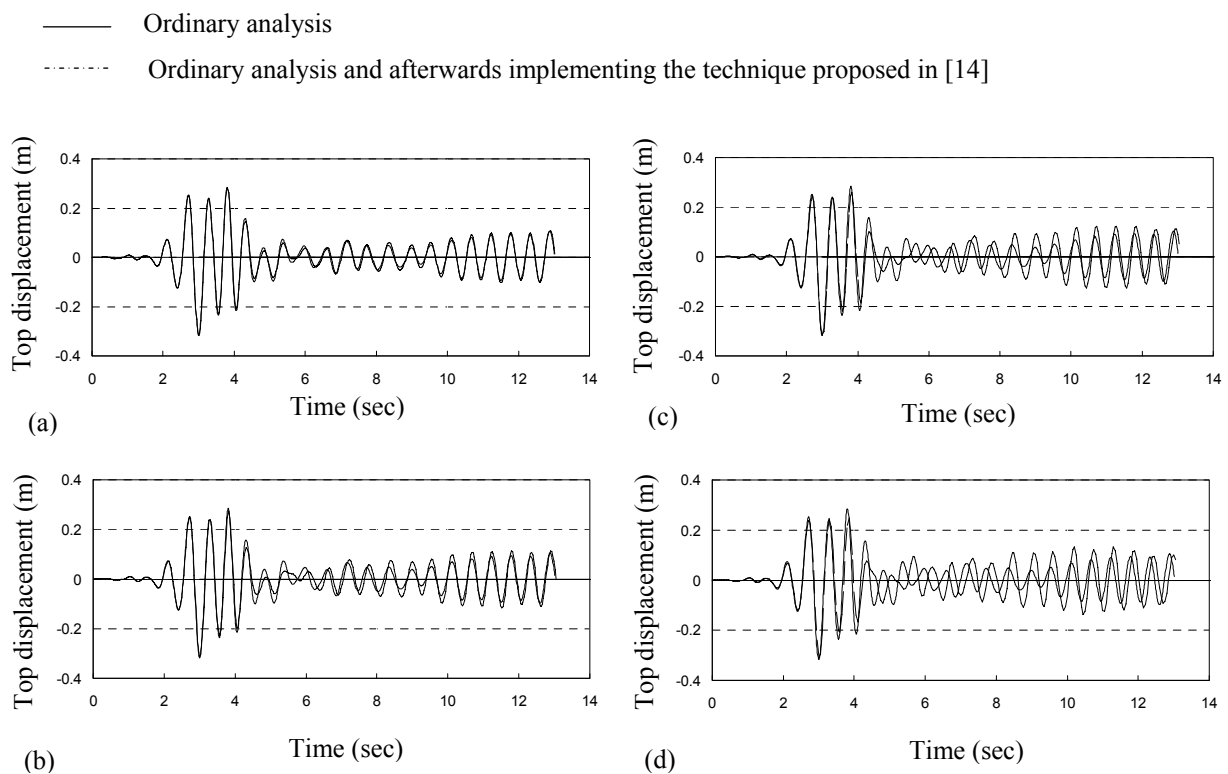 Ordinary analysis
Ordinary analysis and afterwards implementing the technique proposed in [14]
Top displacement (m)
0.4
0.2
0
-0.2
-0.4
0 2 4 6 8 10 12 14
Time (sec)
(a)
Top displacement (m)
0.4
0.2
0
-0.2
-0.4
0 2 4 6 8 10 12 14
Time (sec)
(c)
Top displacement (m)
0.4
0.2
0
-0.2
-0.4
0 2 4 6 8 10 12 14
Time (sec)
(b)
Top displacement (m)
0.4
0.2
0
-0.2
-0.4
0 2 4 6 8 10 12 14
Time (sec)
(d)